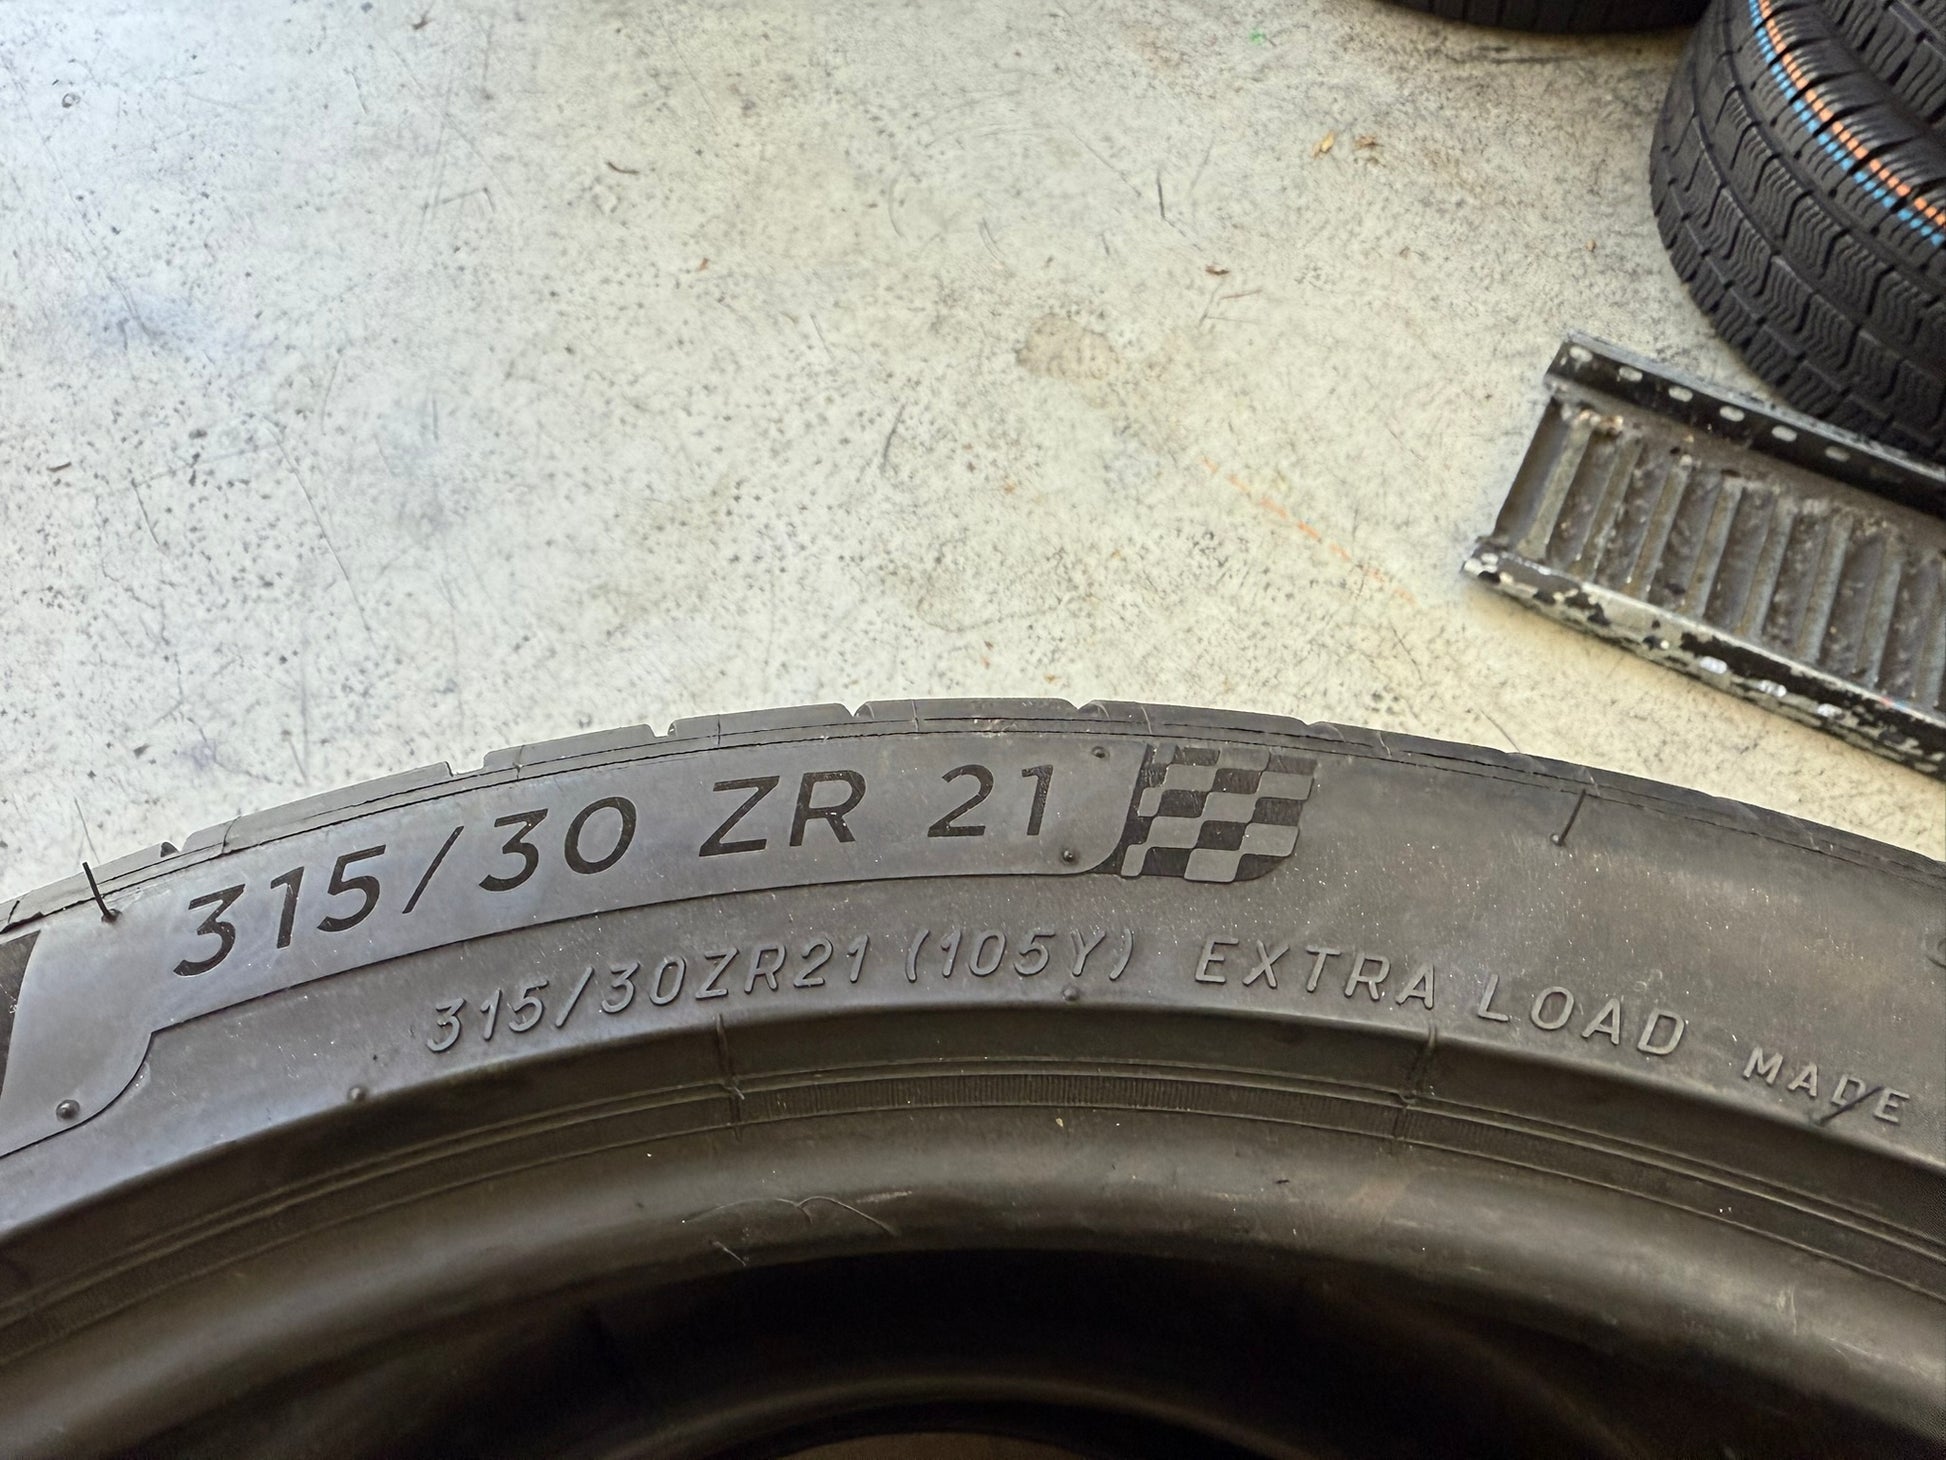 315/30 ZR 21
315/30ZR21 (105Y) EXTRA LOAD MADE